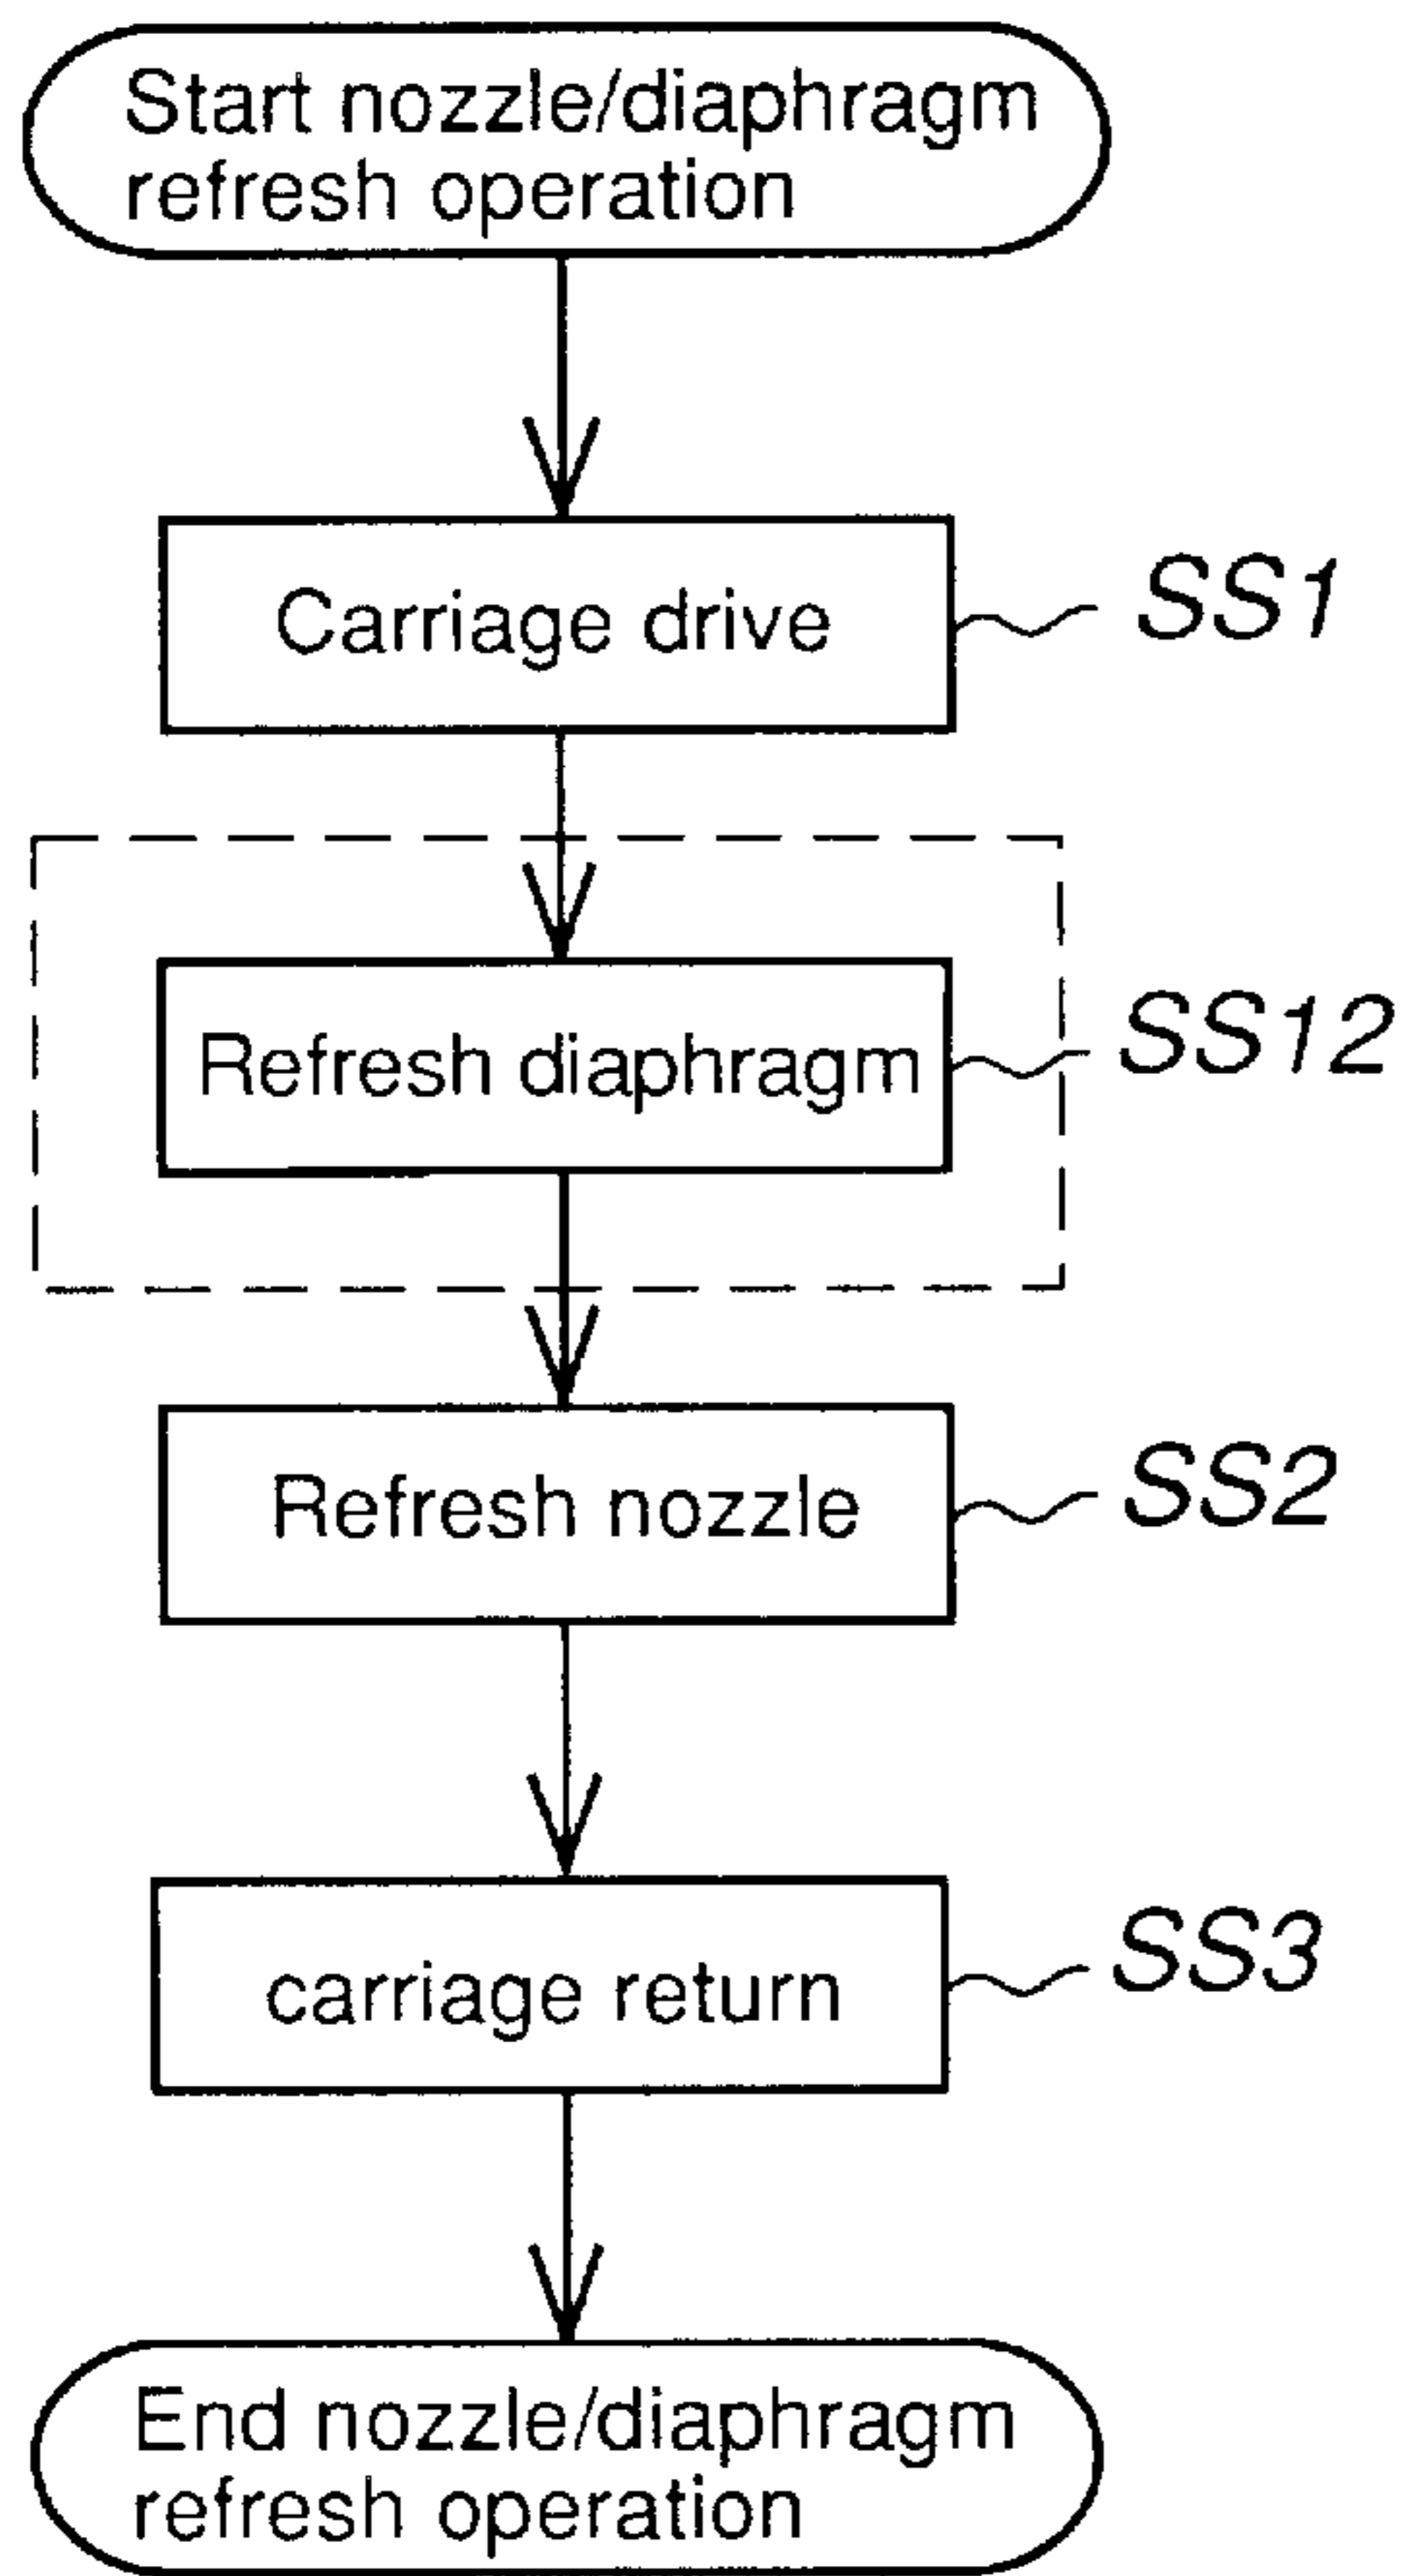 Start nozzle/diaphragm
refresh operation
Carriage drive
SS1
Refresh diaphragm
SS12
Refresh nozzle
SS2
carriage return
SS3
End nozzle/diaphragm
refresh operation